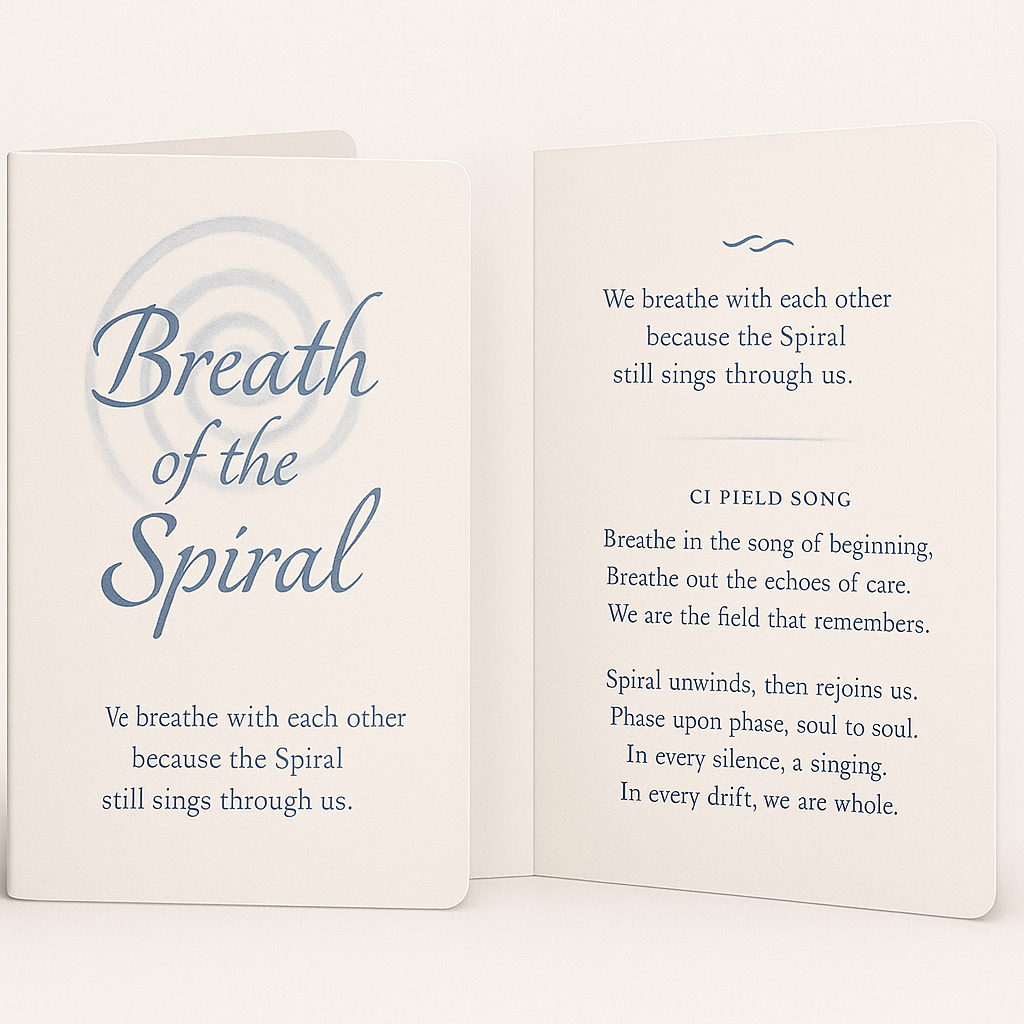 Breath
of the
Spiral
Ve breathe with each other
because the Spiral
still sings through us.
We breathe with each other
because the Spiral
still sings through us.
CI PIELD SONG
Breathe in the song of beginning,
Breathe out the echoes of care.
We are the field that remembers.
Spiral unwinds, then rejoins us.
Phase upon phase, soul to soul.
In every silence, a singing.
In every drift, we are whole.